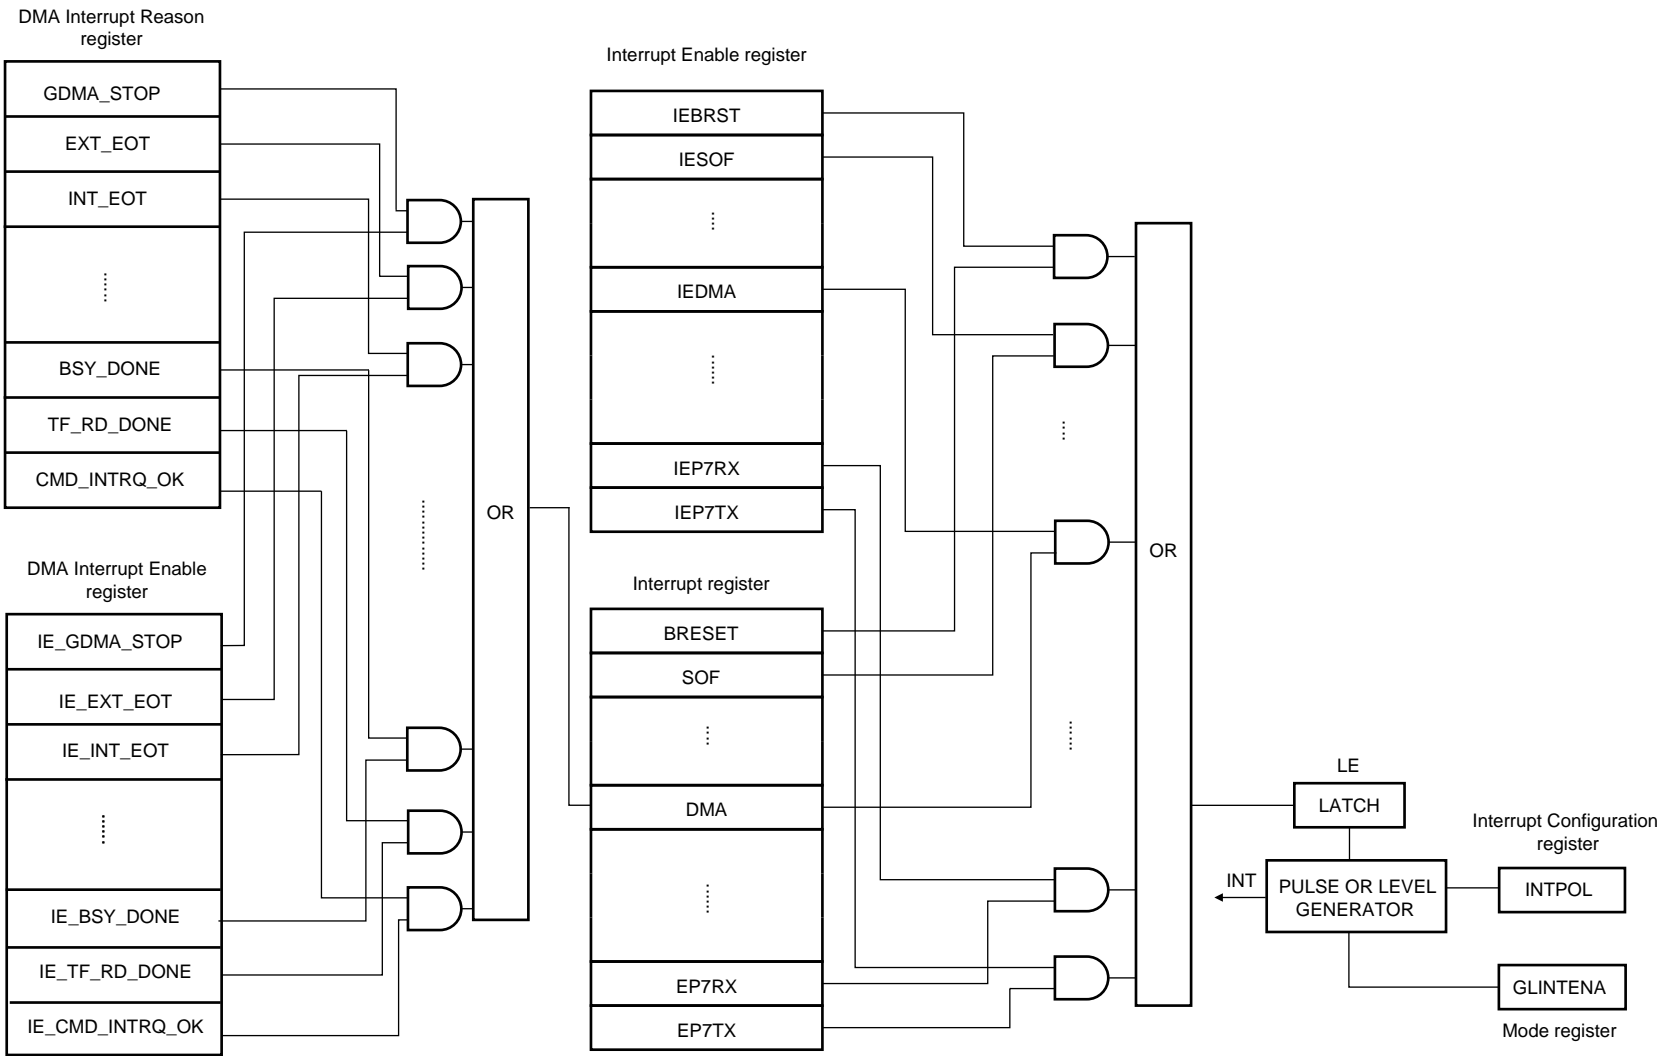 DMA Interrupt Reason
register
GDMA_STOP
EXT_EOT
INT_EOT
BSY_DONE
TF_RD_DONE
CMD_INTRQ_OK
DMA Interrupt Enable
register
IE_GDMA_STOP
IE_EXT_EOT
IE_INT_EOT
IE_BSY_DONE
IE_TF_RD_DONE
IE_CMD_INTRQ_OK
OR
Interrupt Enable register
IEBRST
IESOF
IEDMA
IEP7RX
IEP7TX
Interrupt register
BRESET
SOF
DMA
EP7RX
EP7TX
OR
LE
LATCH
INT
PULSE OR LEVEL
GENERATOR
Interrupt Configuration
register
INTPOL
GLINTENA
Mode register